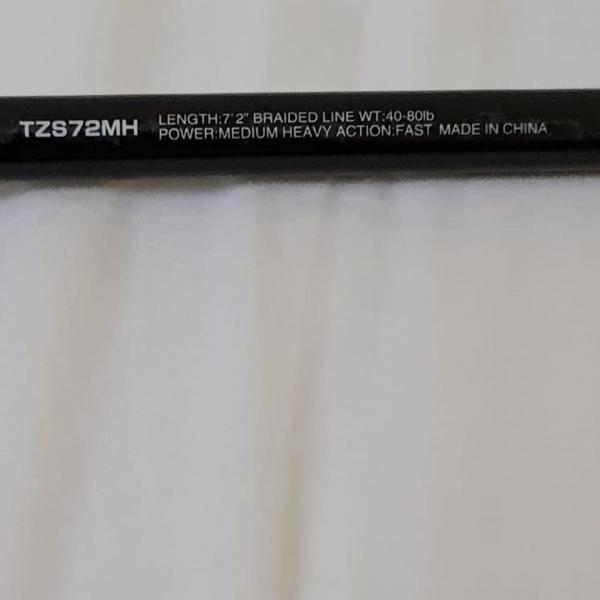 TZS72MH
LENGTH:7'2" BRAIDED LINE WT:40-80lb
POWER:MEDIUM HEAVY ACTION:FAST MADE IN CHINA